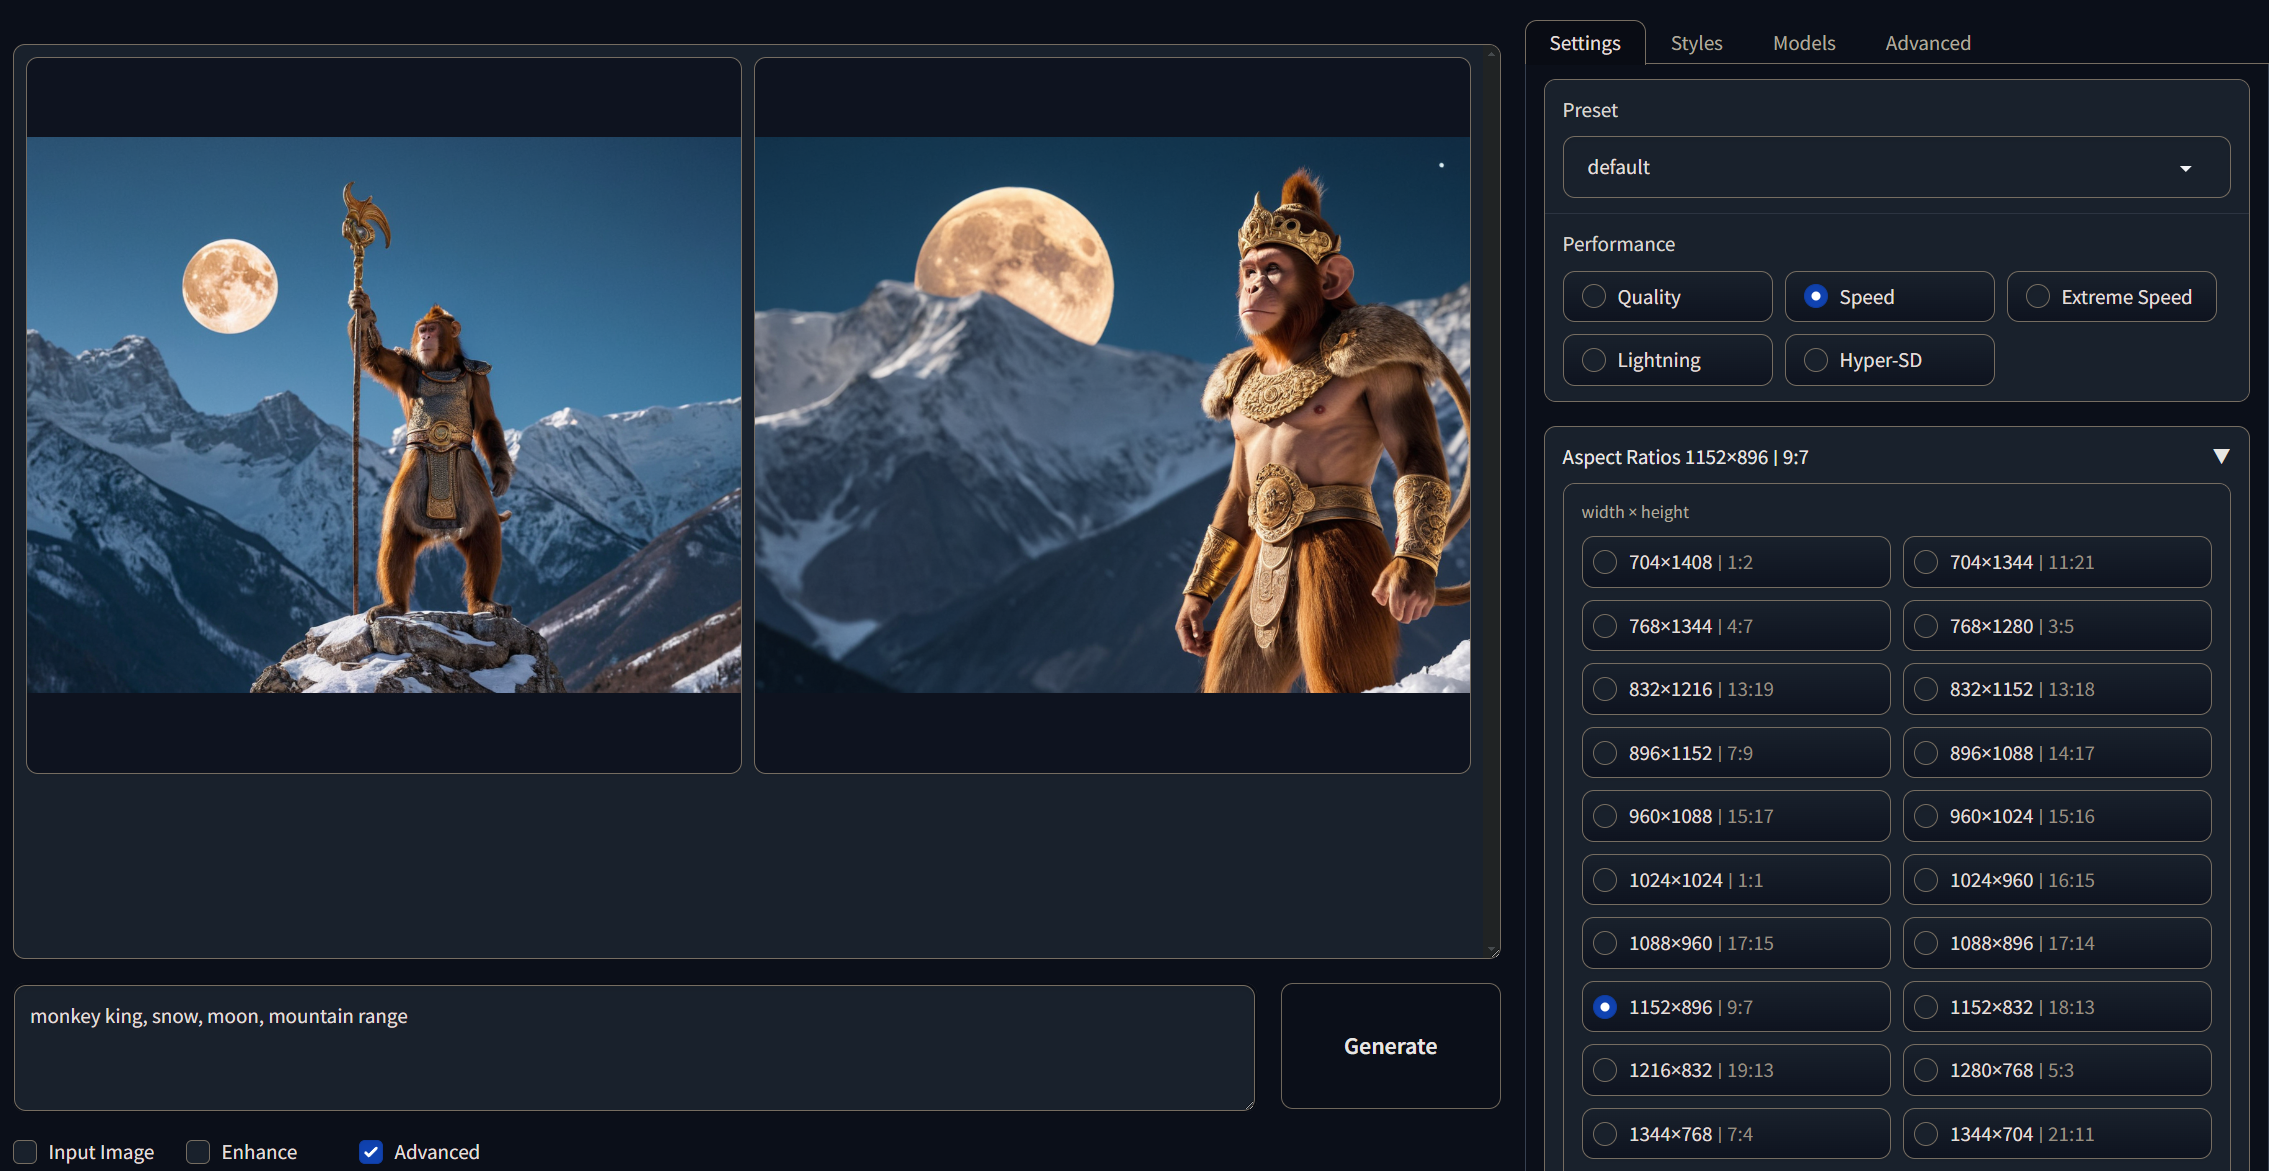 Settings
Styles
Models
Advanced
Preset
default
Performance
Quality
Speed
Extreme Speed
Lightning
Hyper-SD
Aspect Ratios 1152×896 | 9:7
width × height
704×1408 | 1:2
704×1344 | 11:21
768×1344 | 4:7
768×1280 | 3:5
832×1216 | 13:19
832×1152 | 13:18
896×1152 | 7:9
896×1088 | 14:17
960×1088 | 15:17
960×1024 | 15:16
1024×1024 | 1:1
1024×960 | 16:15
1088×960 | 17:15
1088×896 | 17:14
1152×896 | 9:7
1152×832 | 18:13
1216×832 | 19:13
1280×768 | 5:3
1344×768 | 7:4
1344×704 | 21:11
monkey king, snow, moon, mountain range
Generate
Input Image
Enhance
Advanced